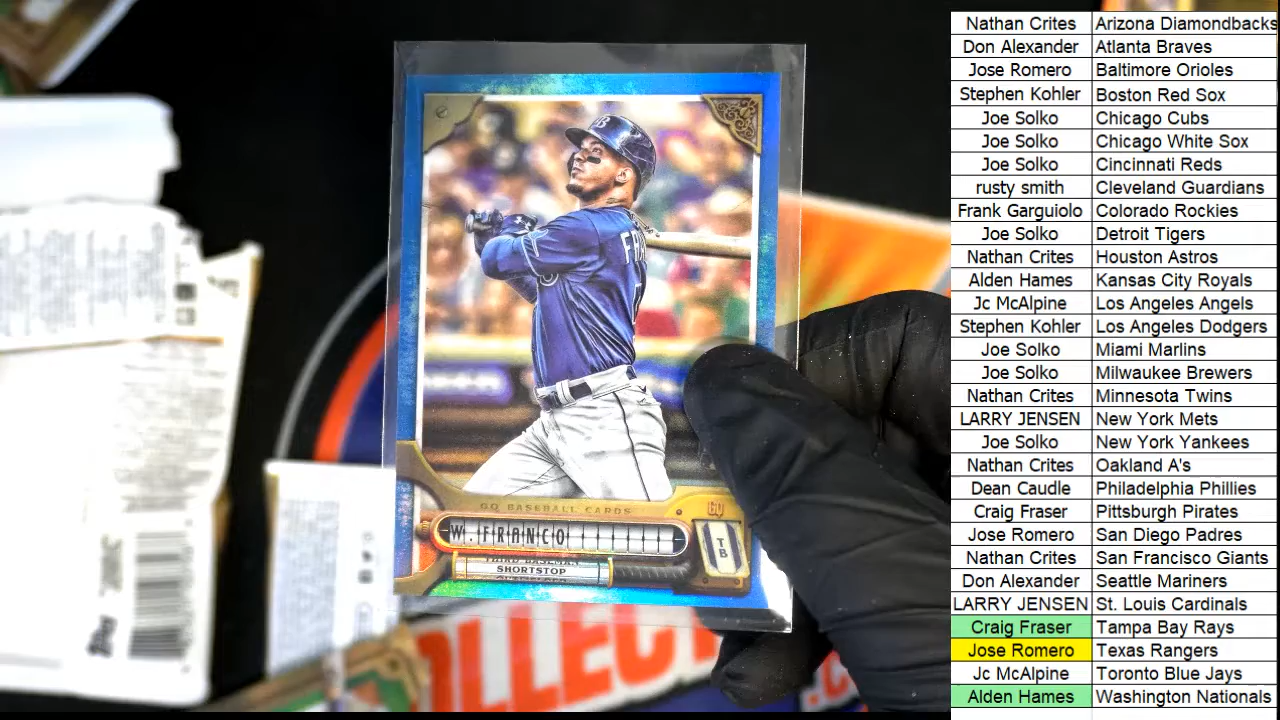 Nathan Crites Arizona Diamondbacks
Don Alexander Atlanta Braves
Jose Romero Baltimore Orioles
Stephen Kohler Boston Red Sox
Joe Solko Chicago Cubs
Joe Solko Chicago White Sox
Joe Solko Cincinnati Reds
rusty smith Cleveland Guardians
Frank Garguiolo Colorado Rockies
Joe Solko Detroit Tigers
Nathan Crites Houston Astros
Alden Hames Kansas City Royals
Jc McAlpine Los Angeles Angels
Stephen Kohler Los Angeles Dodgers
Joe Solko Miami Marlins
Joe Solko Milwaukee Brewers
Nathan Crites Minnesota Twins
LARRY JENSEN New York Mets
Joe Solko New York Yankees
Nathan Crites Oakland A's
Dean Caudle Philadelphia Phillies
Craig Fraser Pittsburgh Pirates
Jose Romero San Diego Padres
Nathan Crites San Francisco Giants
Don Alexander Seattle Mariners
LARRY JENSEN St. Louis Cardinals
Craig Fraser Tampa Bay Rays
Jose Romero Texas Rangers
Jc McAlpine Toronto Blue Jays
Alden Hames Washington Nationals
FRA
GQ BASEBALL CARDS
GQ
W. FRANCO
TB
THIRD BASEMAN
SHORTSTOP
COLLECT
topps